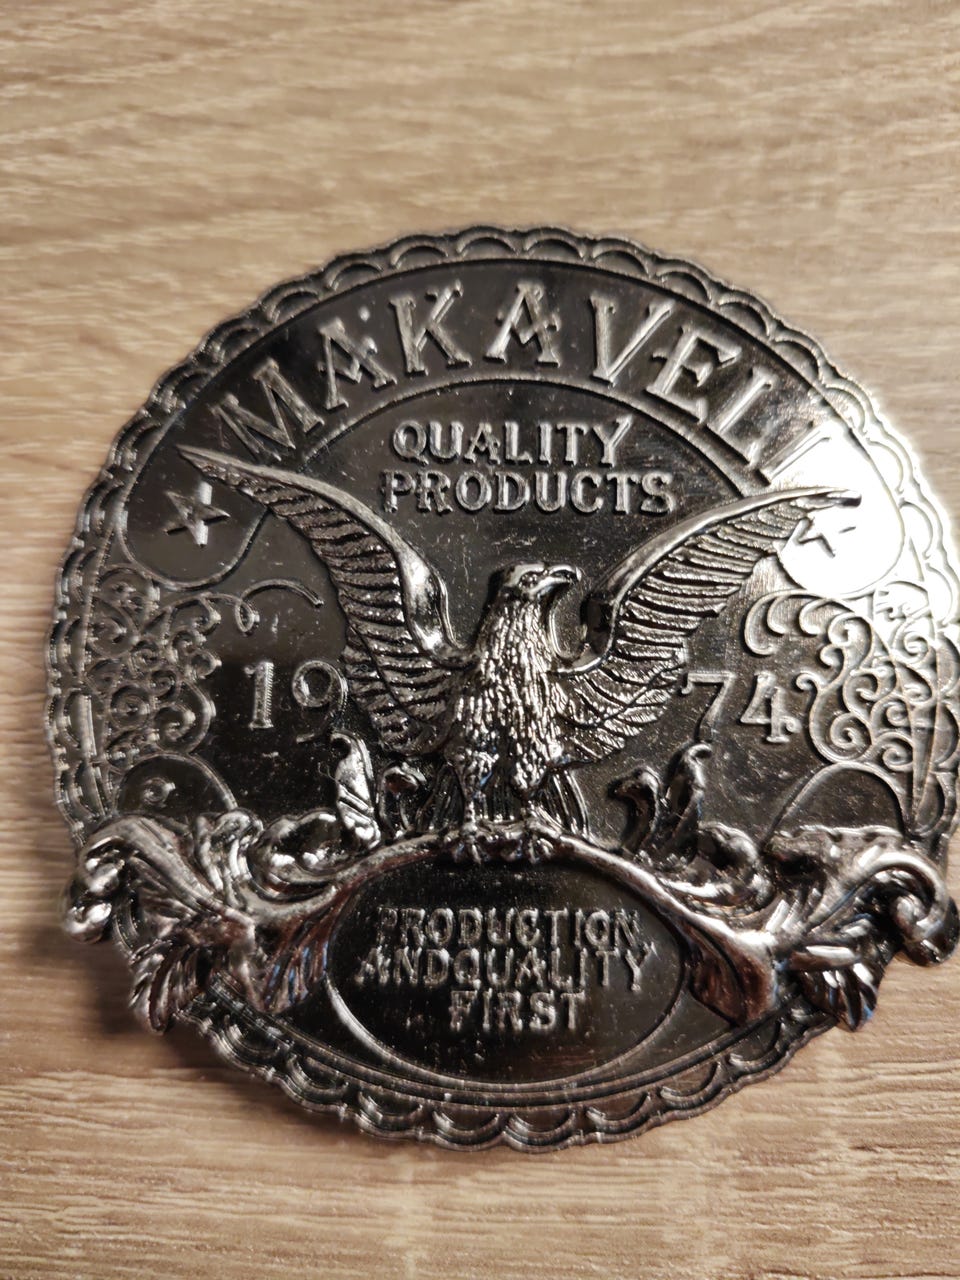 MAKAVELI
QUALITY
PRODUCTS
19 74
PRODUCTION
ANDQUALITY
FIRST